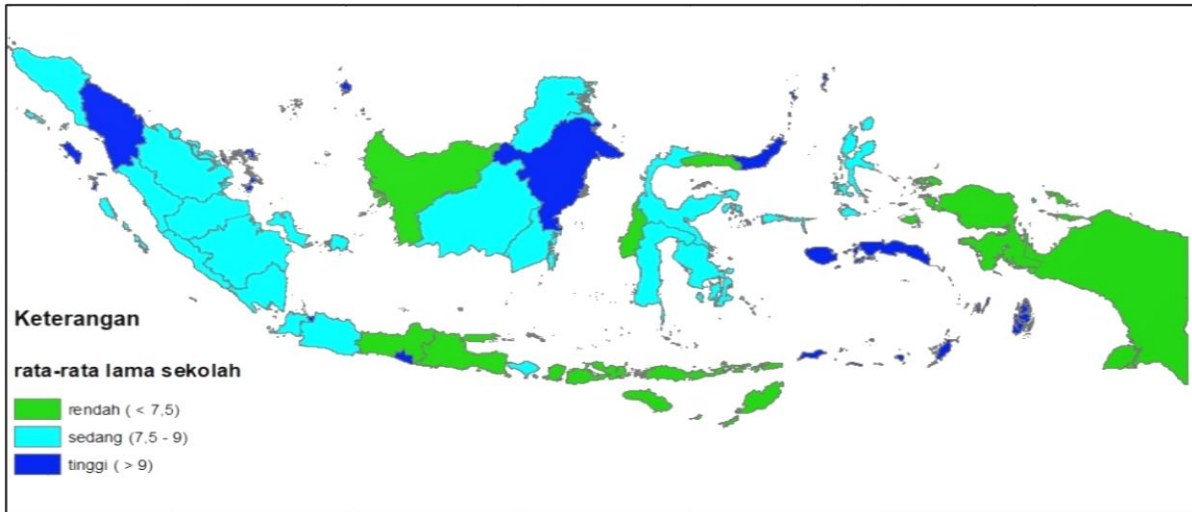 Keterangan
rata-rata lama sekolah
rendah ( < 7,5)
sedang (7,5 - 9)
tinggi ( > 9)